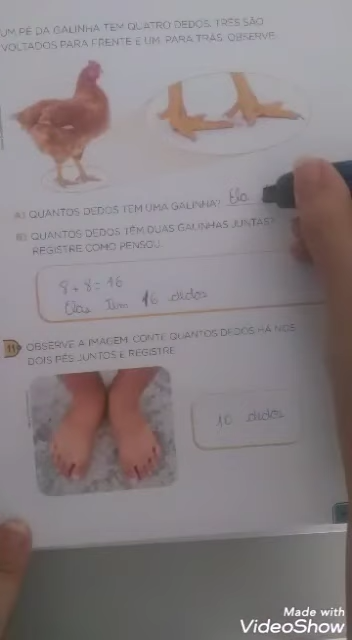 UM PÉ DA GALINHA TEM QUATRO DEDOS. TRÊS SÃO
VOLTADOS PARA FRENTE E UM, PARA TRÁS. OBSERVE.
A) QUANTOS DEDOS TEM UMA GALINHA? Ela
B) QUANTOS DEDOS TÊM DUAS GALINHAS JUNTAS?
REGISTRE COMO PENSOU.
8+8=16
Elas têm 16 dedos
11 OBSERVE A IMAGEM. CONTE QUANTOS DEDOS HÁ NOS
DOIS PÉS JUNTOS E REGISTRE.
10 dedos
Made with
VideoShow